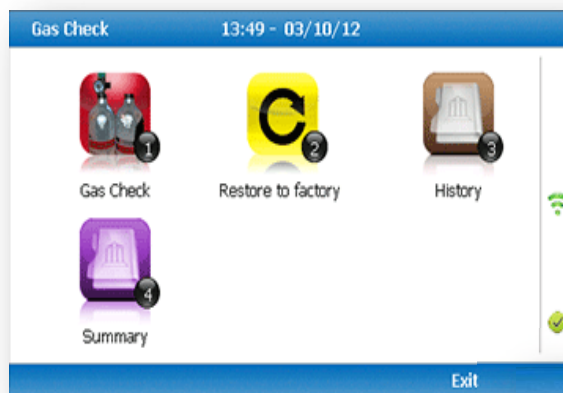 Gas Check 13:49 - 03/10/12
1 2 3
Gas Check Restore to factory History
4
Summary
Exit